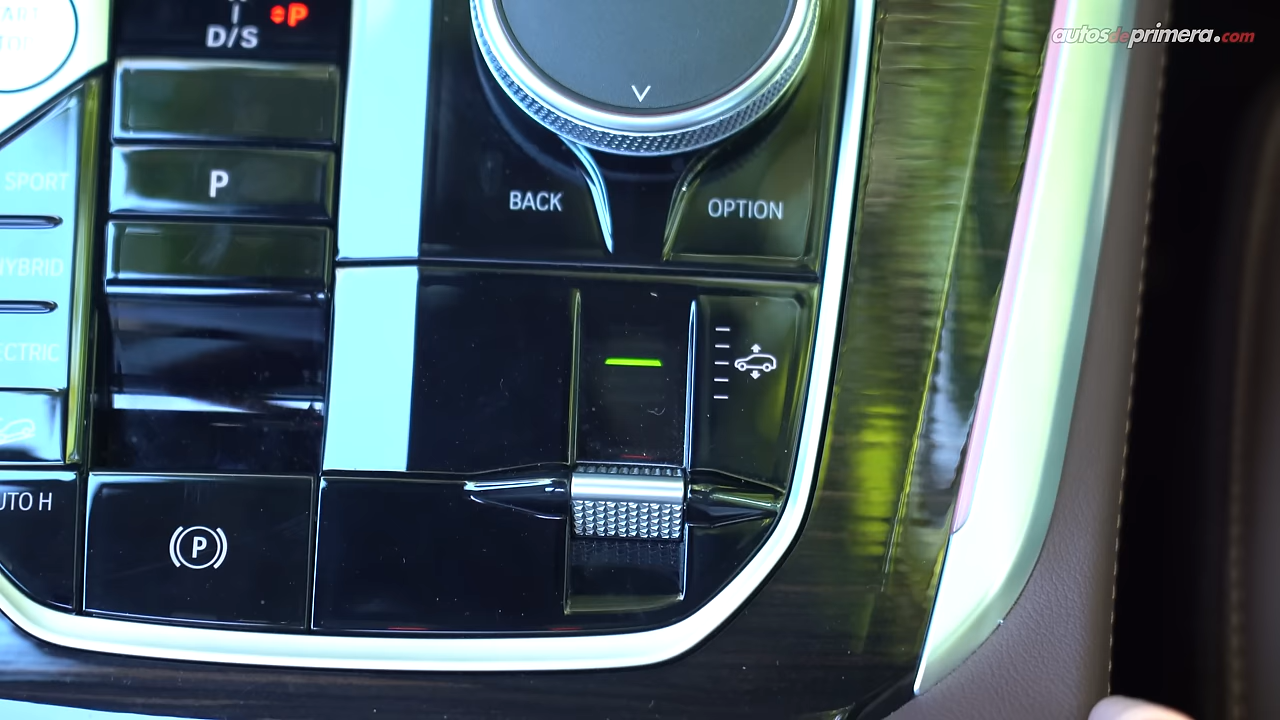 autosdeprimera.com
P
D/S
P
BACK
OPTION
SPORT
HYBRID
ECTRIC
UTO H
P